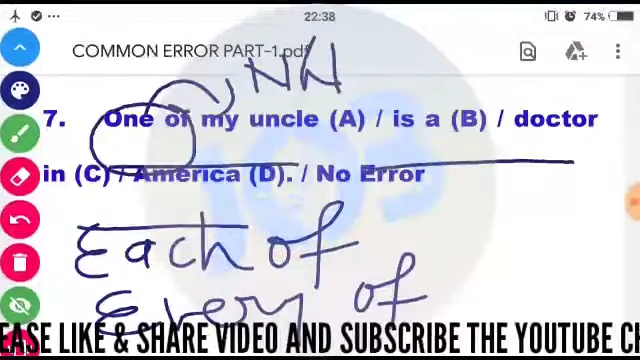 22:38
74%
COMMON ERROR PART-1.pdf
NN
7. One of my uncle (A) / is a (B) / doctor
in (C) / America (D). / No Error
Each of
Every of
EASE LIKE & SHARE VIDEO AND SUBSCRIBE THE YOUTUBE C